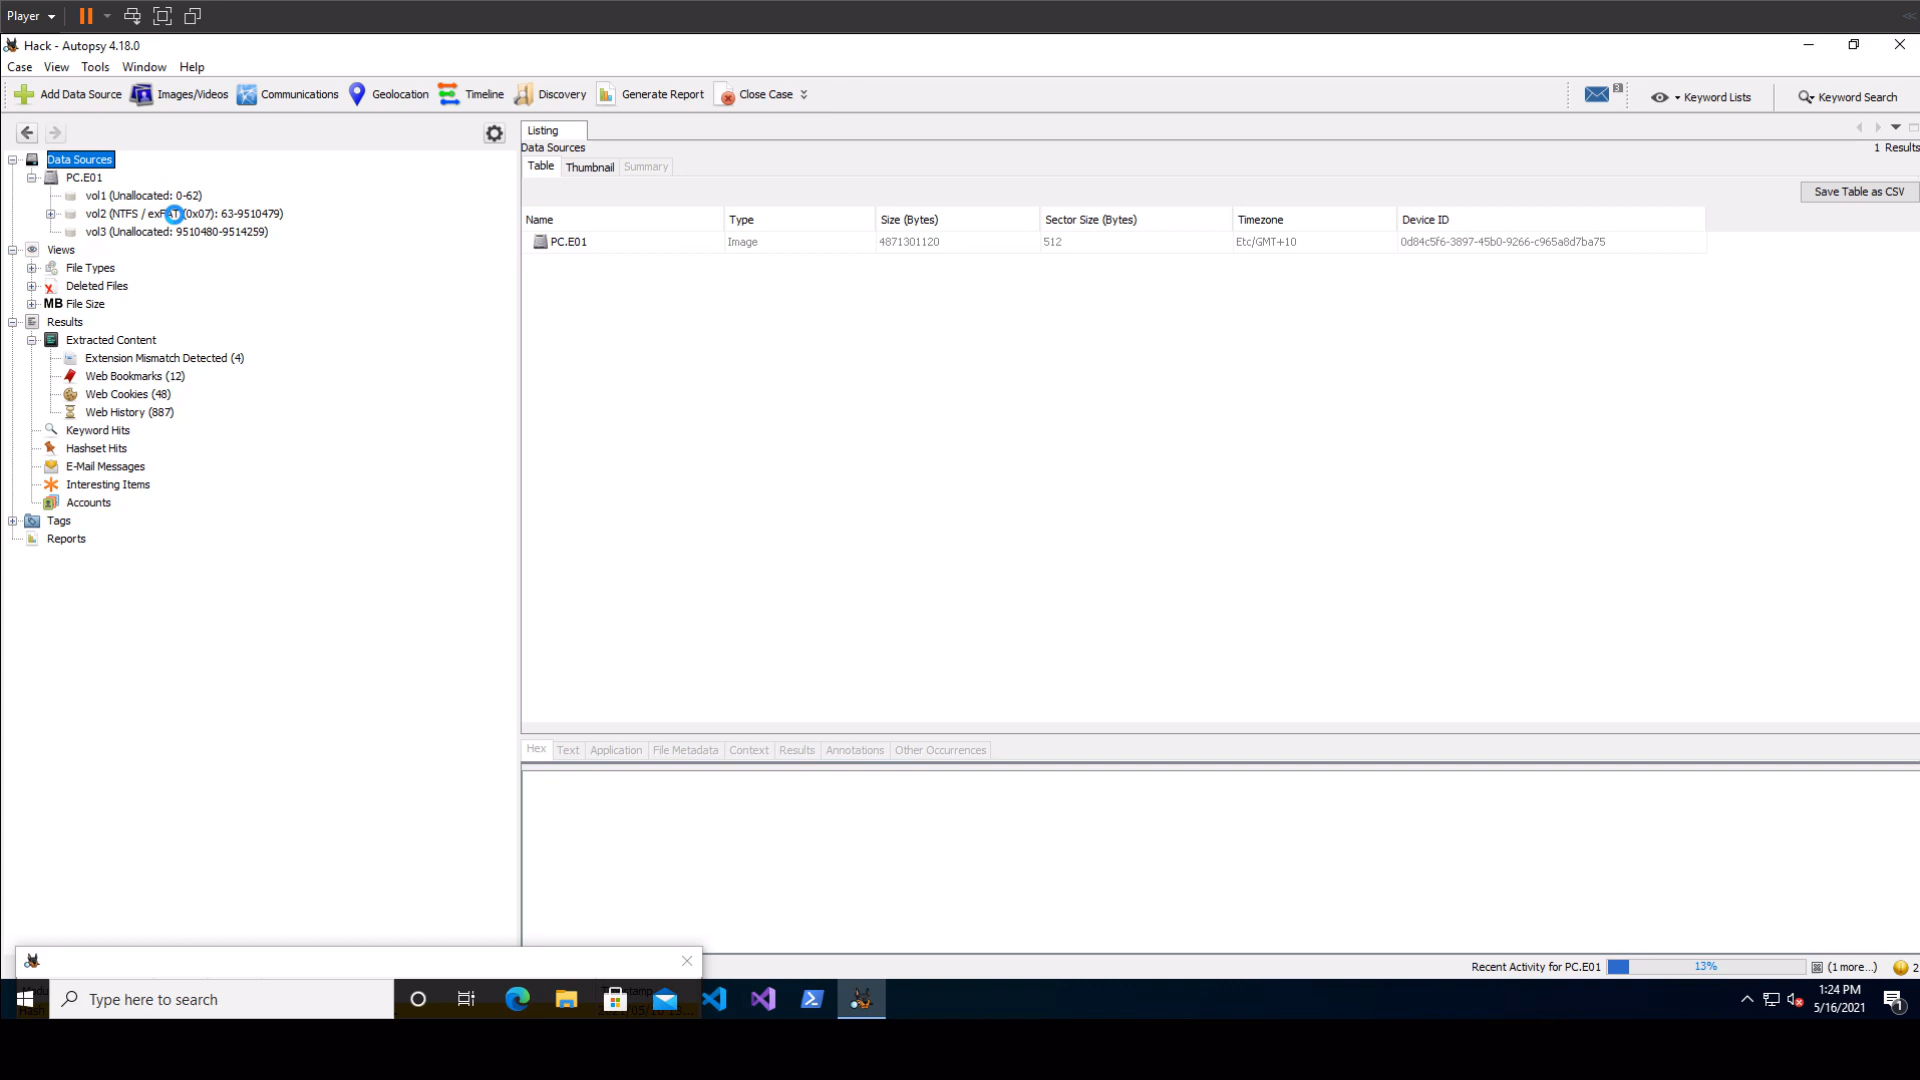 Player
Hack - Autopsy 4.18.0
Case View Tools Window Help
Add Data Source Images/Videos Communications Geolocation Timeline Discovery Generate Report Close Case
3
Keyword Lists Keyword Search
Listing
Data Sources
1 Results
Table Thumbnail Summary
Save Table as CSV
Name Type Size (Bytes) Sector Size (Bytes) Timezone Device ID
PC.E01 Image 4871301120 512 Etc/GMT+10 0d84c5f6-3897-45b0-9266-c965a8d7ba75
Data Sources
PC.E01
vol1 (Unallocated: 0-62)
vol2 (NTFS / exFAT (0x07): 63-9510479)
vol3 (Unallocated: 9510480-9514259)
Views
File Types
Deleted Files
MB File Size
Results
Extracted Content
Extension Mismatch Detected (4)
Web Bookmarks (12)
Web Cookies (48)
Web History (887)
Keyword Hits
Hashset Hits
E-Mail Messages
Interesting Items
Accounts
Tags
Reports
Hex Text Application File Metadata Context Results Annotations Other Occurrences
Recent Activity for PC.E01 13% (1 more...) 2
Type here to search
1:24 PM
5/16/2021
1